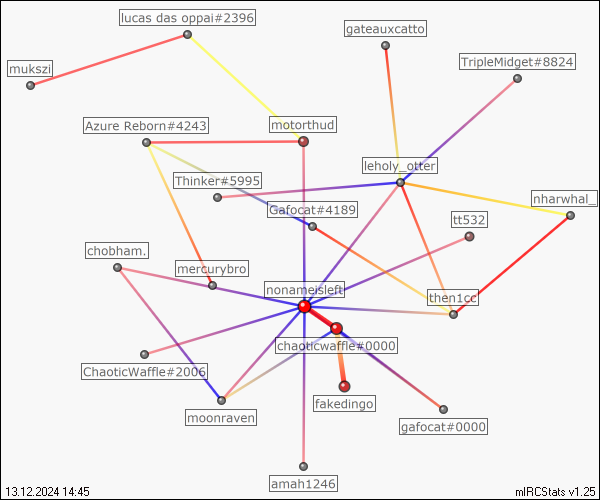 lucas das oppai#2396
gateauxcatto
mukszi
TripleMidget#8824
Azure Reborn#4243
motorthud
leholy_otter
Thinker#5995
nharwhal_
Gafocat#4189
tt532
chobham.
mercurybro
nonameisleft
then1cc
chaoticwaffle#0000
ChaoticWaffle#2006
fakedingo
moonraven
gafocat#0000
amah1246
13.12.2024 14:45
mIRCStats v1.25